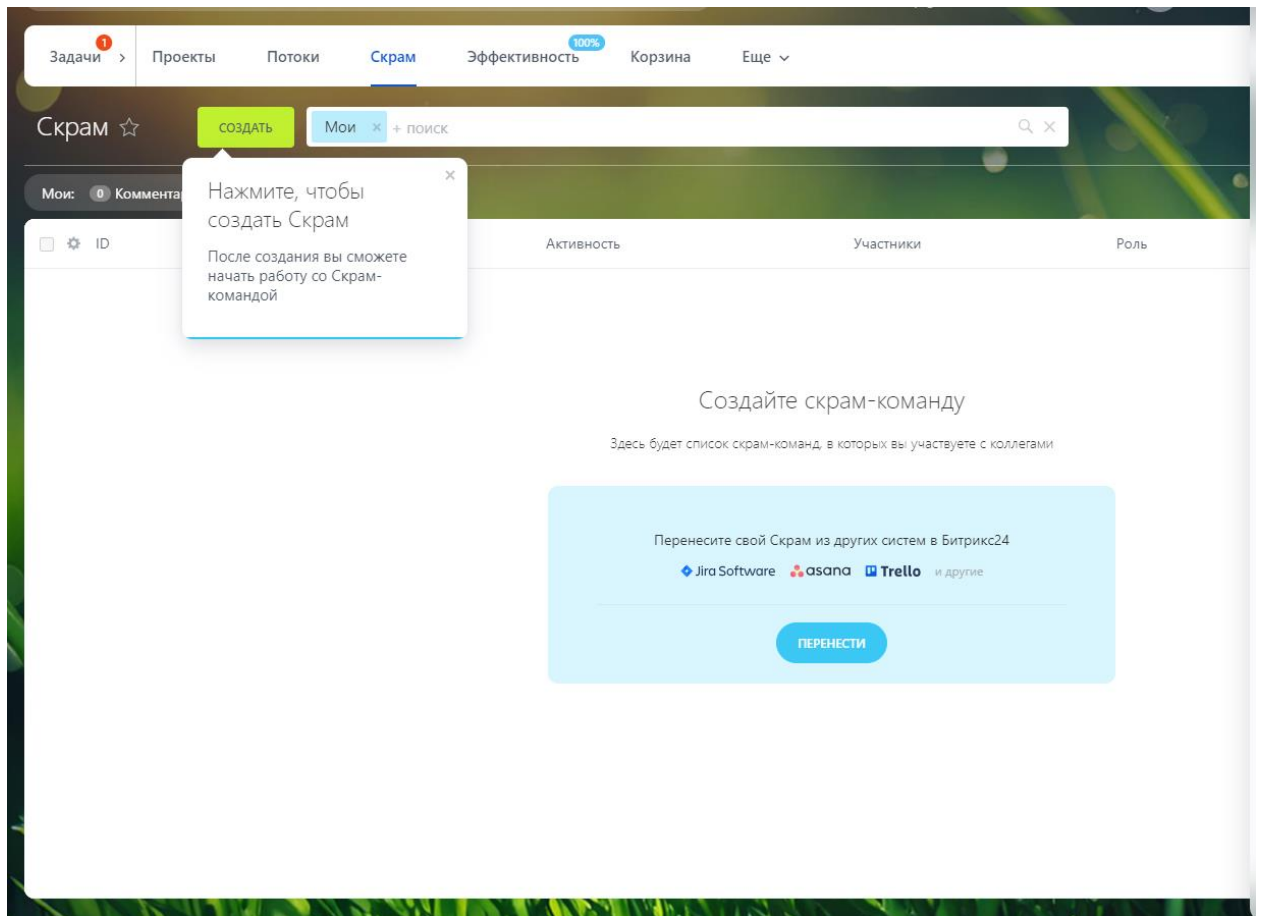 1
100%
Задачи > Проекты Потоки Скрам Эффективность Корзина Еще
Скрам СОЗДАТЬ Мои × + поиск
Мои: 0
Нажмите, чтобы
создать Скрам
После создания вы сможете
начать работу со Скрам-
командой
ID Активность Участники Роль
Создайте скрам-команду
Здесь будет список скрам-команд, в которых вы участвуете с коллегами
Перенесите свой Скрам из других систем в Битрикс24
Jira Software asana Trello и другие
ПЕРЕНЕСТИ